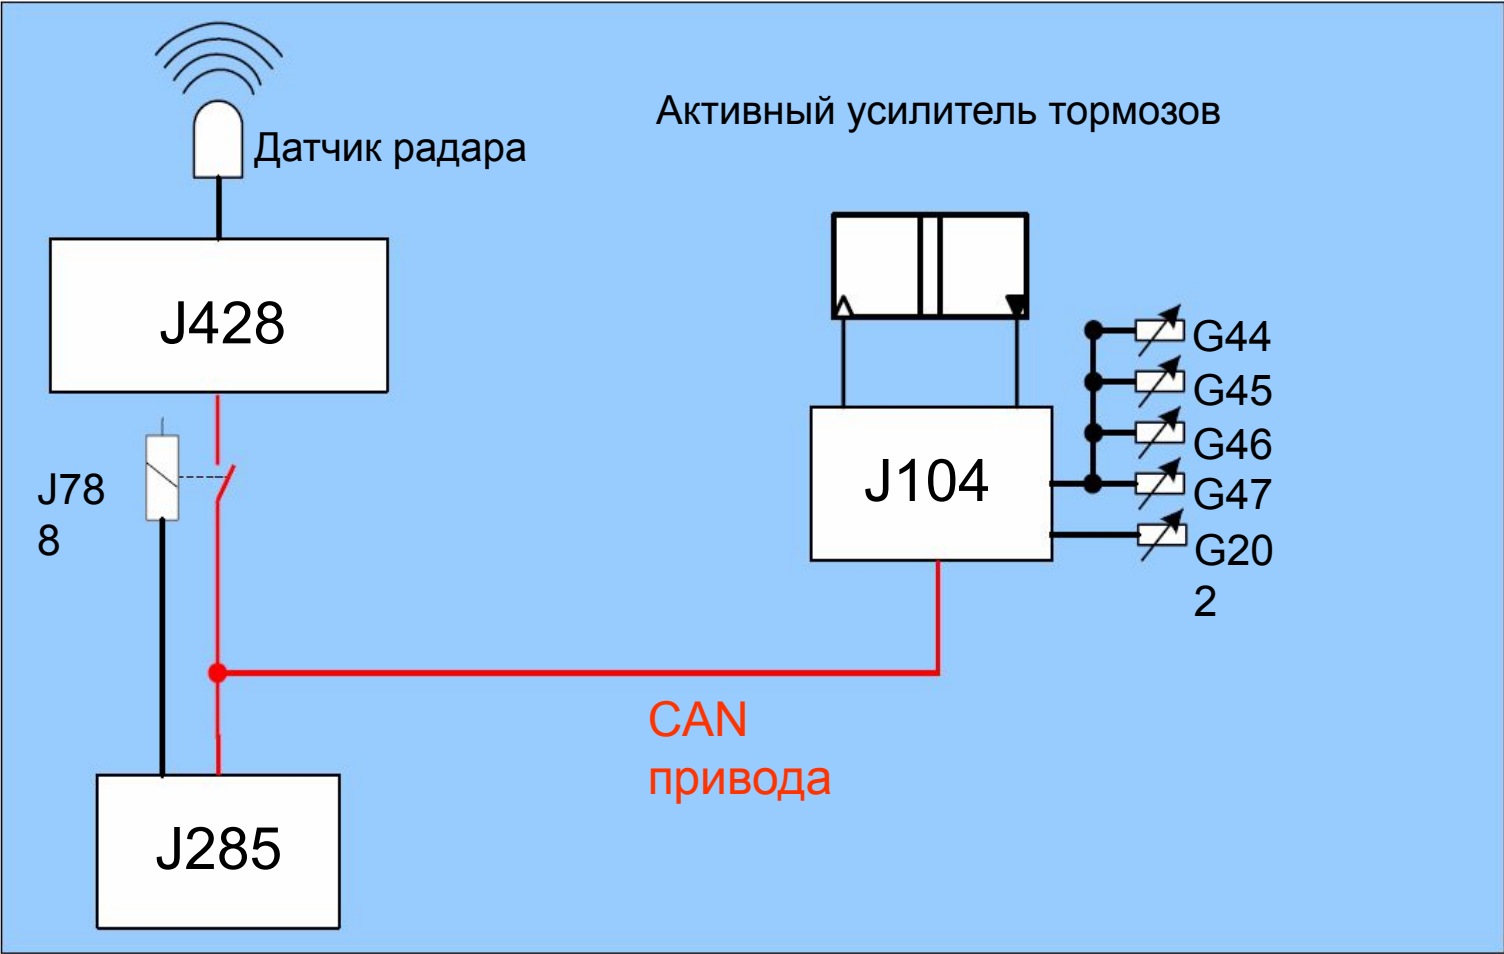 Активный усилитель тормозов
Датчик радара
J428
G44
G45
G46
J104
G47
J78
8
G20
2
CAN
привода
J285